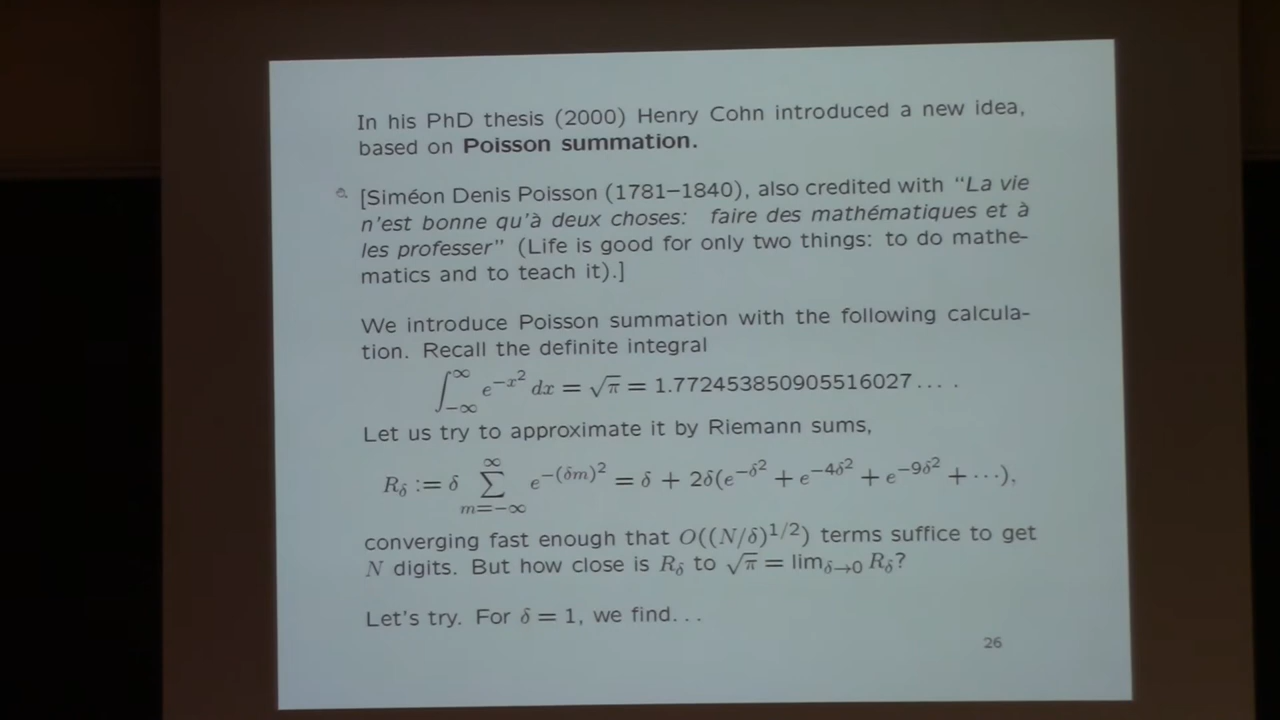 In his PhD thesis (2000) Henry Cohn introduced a new idea,
based on Poisson summation.
[Siméon Denis Poisson (1781–1840), also credited with “La vie
n'est bonne qu'à deux choses: faire des mathématiques et à
les professer” (Life is good for only two things: to do mathe-
matics and to teach it).]
We introduce Poisson summation with the following calcula-
tion. Recall the definite integral
∫_{−∞}^{∞} e^{−x²} dx = √π = 1.772453850905516027… .
Let us try to approximate it by Riemann sums,
R_δ := δ ∑_{m=−∞}^{∞} e^{−(δm)²} = δ + 2δ(e^{−δ²} + e^{−4δ²} + e^{−9δ²} + ⋯),
converging fast enough that O((N/δ)^{1/2}) terms suffice to get
N digits. But how close is R_δ to √π = lim_{δ→0} R_δ?
Let's try. For δ = 1, we find...
26